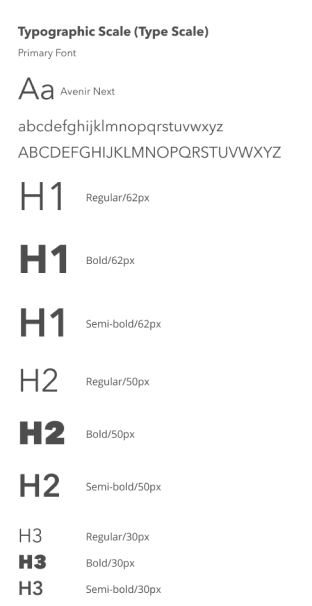 Typographic Scale (Type Scale)
Primary Font
Aa Avenir Next
abcdefghijklmnopqrstuvwxyz
ABCDEFGHIJKLMNOPQRSTUVWXYZ
H1 Regular/62px
H1 Bold/62px
H1 Semi-bold/62px
H2 Regular/50px
H2 Bold/50px
H2 Semi-bold/50px
H3 Regular/30px
H3 Bold/30px
H3 Semi-bold/30px